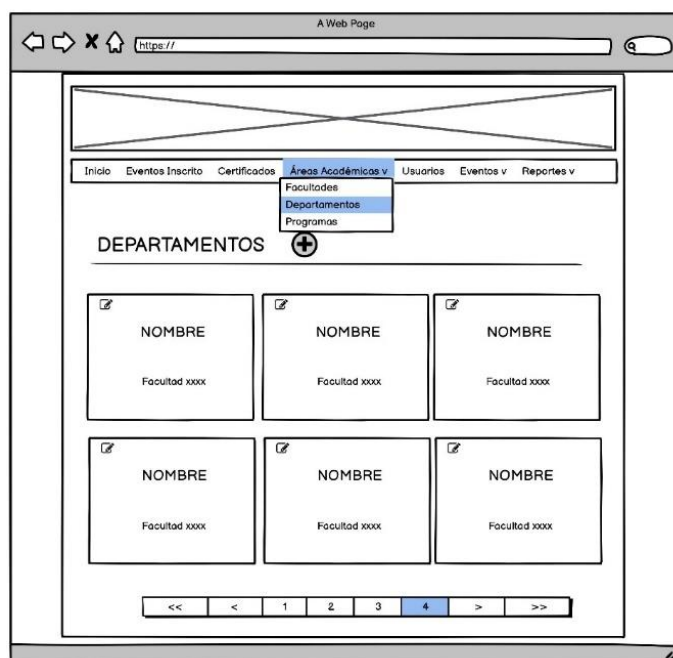 A Web Page
https://
Inicio Eventos Inscrito Certificados Áreas Académicas v Usuarios Eventos v Reportes v
Facultades
Departamentos
Programas
DEPARTAMENTOS
NOMBRE NOMBRE NOMBRE
Facultad xxxx Facultad xxxx Facultad xxxx
NOMBRE NOMBRE NOMBRE
Facultad xxxx Facultad xxxx Facultad xxxx
<< < 1 2 3 4 > >>